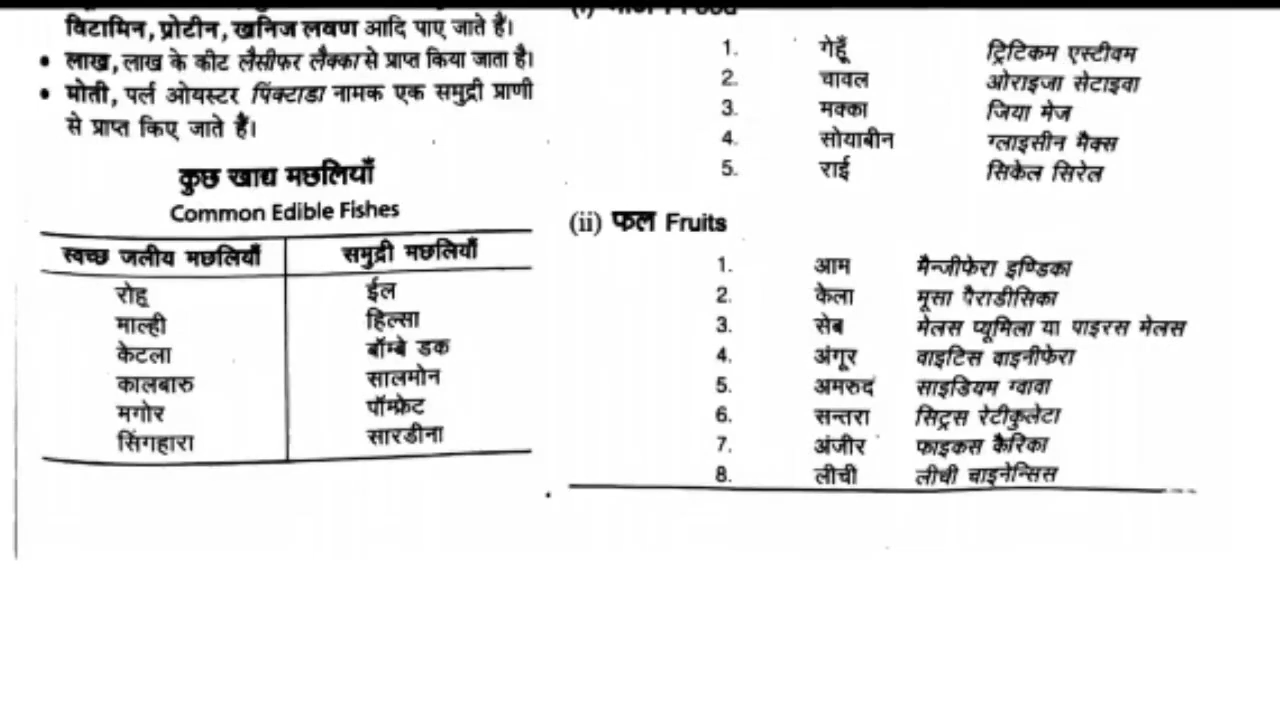 विटामिन, प्रोटीन, खनिज लवण आदि पाए जाते हैं।
• लाख, लाख के कीट लैसीफर लैक्का से प्राप्त किया जाता है।
• मोती, पर्ल ओयस्टर पिंक्टाडा नामक एक समुद्री प्राणी
से प्राप्त किए जाते हैं।
कुछ खाद्य मछलियाँ
Common Edible Fishes
स्वच्छ जलीय मछलियाँ समुद्री मछलियाँ
रोहू ईल
माल्ही हिल्सा
केटला बॉम्बे डक
कालबारु सालमोन
मगोर पॉम्फ्रेट
सिंगहारा सारडीना
1. गेहूँ ट्रिटिकम एस्टीवम
2. चावल ओराइजा सेटाइवा
3. मक्का जिया मेज
4. सोयाबीन ग्लाइसीन मैक्स
5. राई सिकेल सिरेल
(ii) फल Fruits
1. आम मैन्जीफेरा इण्डिका
2. केला मूसा पैराडीसिका
3. सेब मेलस प्यूमिला या पाइरस मेलस
4. अंगूर वाइटिस वाइनीफेरा
5. अमरुद साइडियम ग्वावा
6. सन्तरा सिट्रस रेटीकुलेटा
7. अंजीर फाइकस कैरिका
8. लीची लीची चाइनेन्सिस